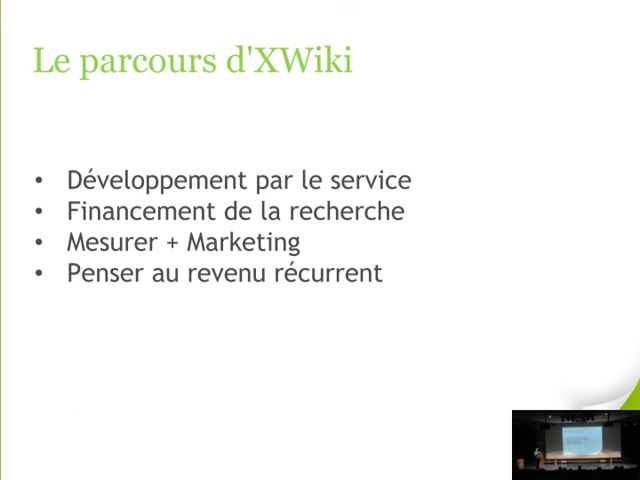 Le parcours d'XWiki
• Développement par le service
• Financement de la recherche
• Mesurer + Marketing
• Penser au revenu récurrent